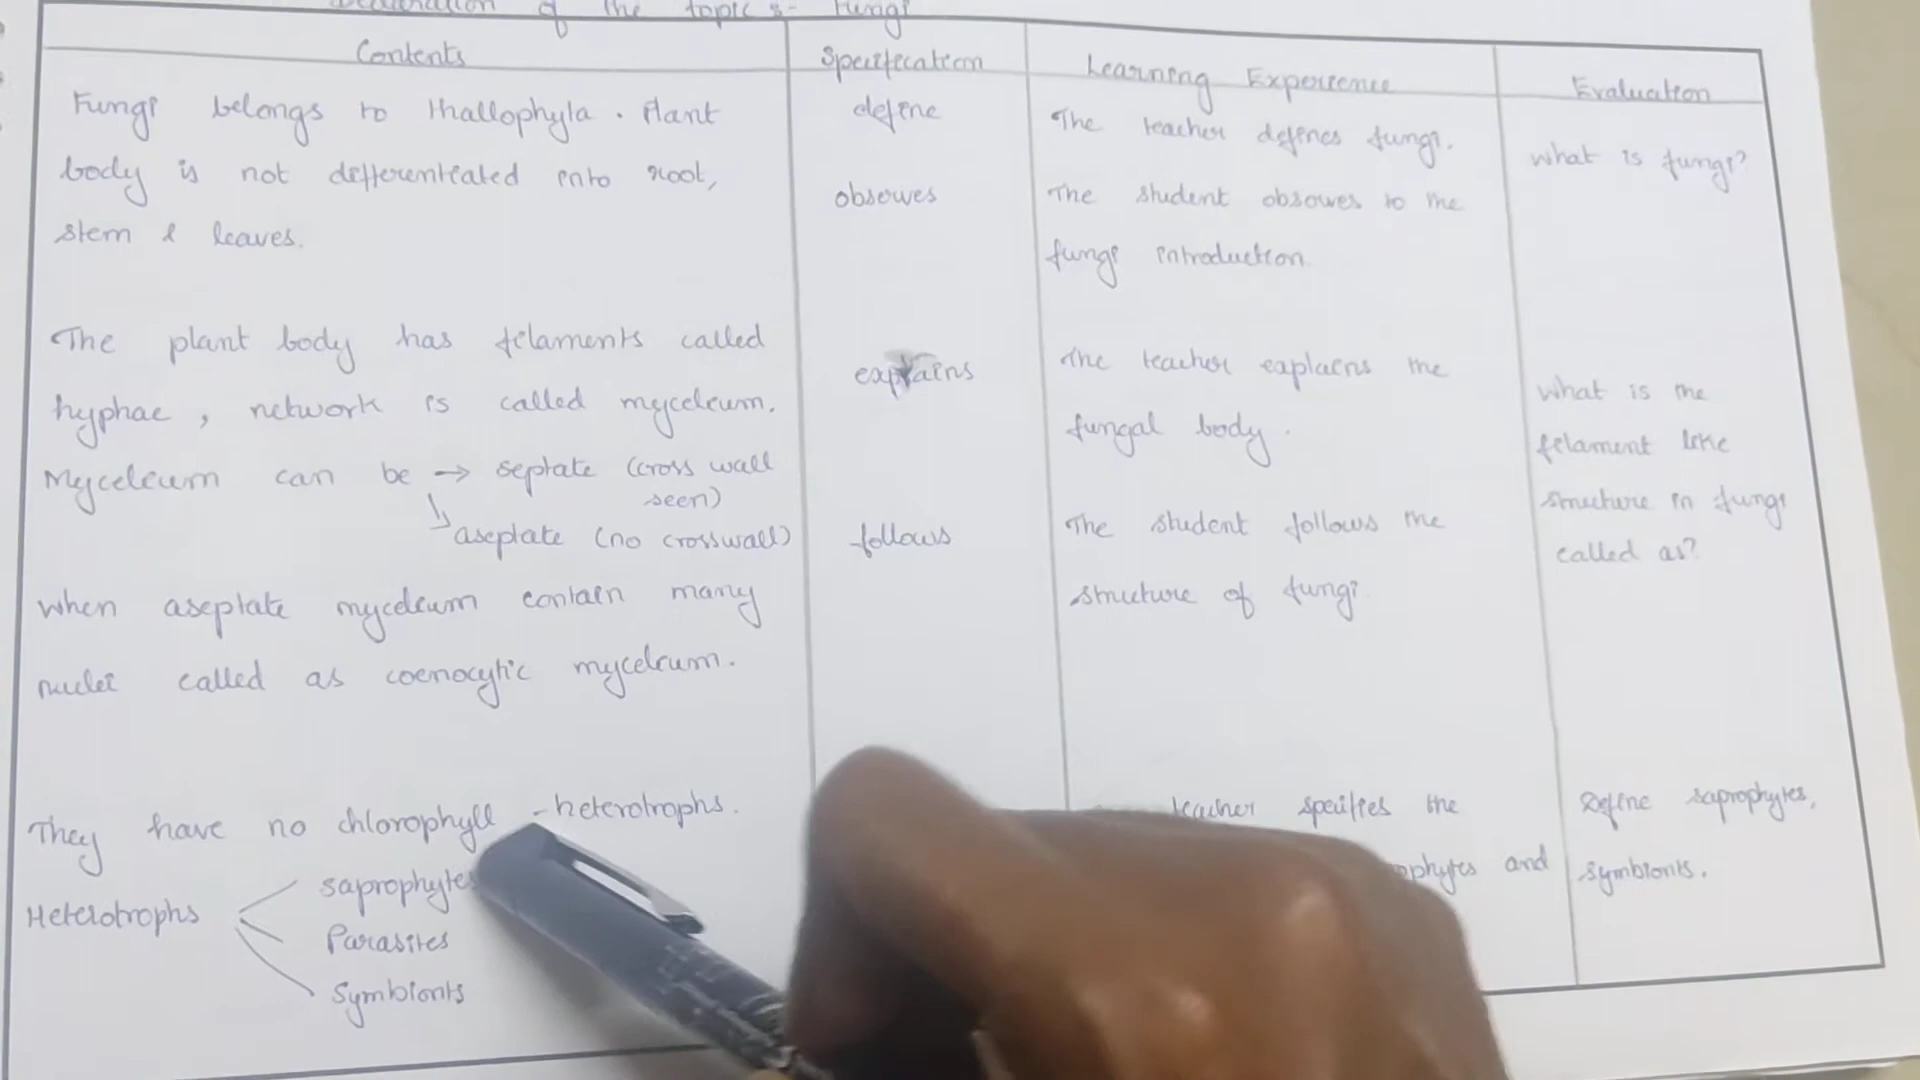 of the topic :- Fungi
Contents
Fungi belongs to thallophyta. Plant
body is not differentiated into root,
stem & leaves.
The plant body has filaments called
hyphae, network is called mycelium.
Mycelium can be → septate (cross wall
seen)
↳ aseptate (no crosswall)
when aseptate mycelium contain many
nuclei called as coenocytic mycelium.
They have no chlorophyll - heterotrophs.
Heterotrophs
saprophytes
Parasites
Symbionts
Specification
define
observes
explains
follows
Learning Experience
The teacher defines fungi.
The student observes to the
fungi introduction.
The teacher explains the
fungal body.
The student follows the
structure of fungi.
teacher specifies the
and
Evaluation
What is fungi?
What is the
filament like
structure in fungi
called as?
Define saprophytes,
symbionts.